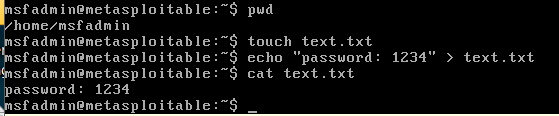 msfadmin@metasploitable:~$ pwd
/home/msfadmin
msfadmin@metasploitable:~$ touch text.txt
msfadmin@metasploitable:~$ echo "password: 1234" > text.txt
msfadmin@metasploitable:~$ cat text.txt
password: 1234
msfadmin@metasploitable:~$ _